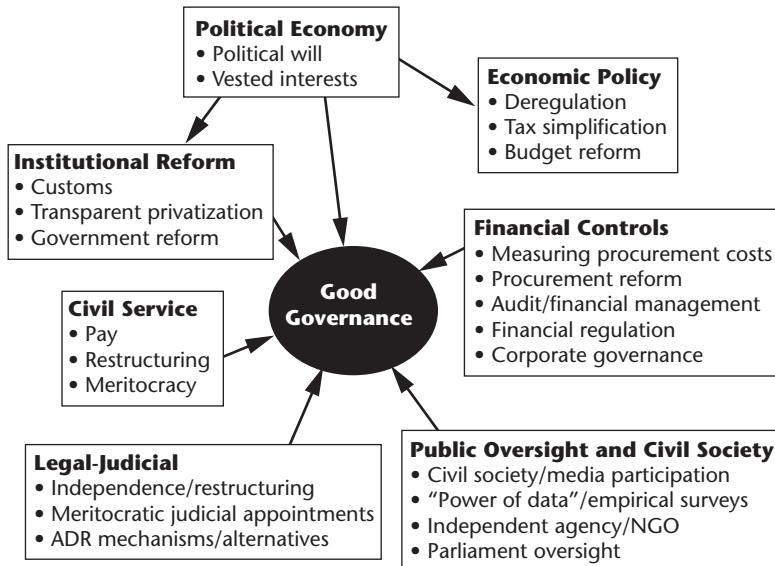 Political Economy
• Political will
• Vested interests
Economic Policy
• Deregulation
• Tax simplification
• Budget reform
Institutional Reform
• Customs
• Transparent privatization
• Government reform
Financial Controls
• Measuring procurement costs
• Procurement reform
• Audit/financial management
• Financial regulation
• Corporate governance
Good
Governance
Civil Service
• Pay
• Restructuring
• Meritocracy
Legal-Judicial
• Independence/restructuring
• Meritocratic judicial appointments
• ADR mechanisms/alternatives
Public Oversight and Civil Society
• Civil society/media participation
• “Power of data”/empirical surveys
• Independent agency/NGO
• Parliament oversight